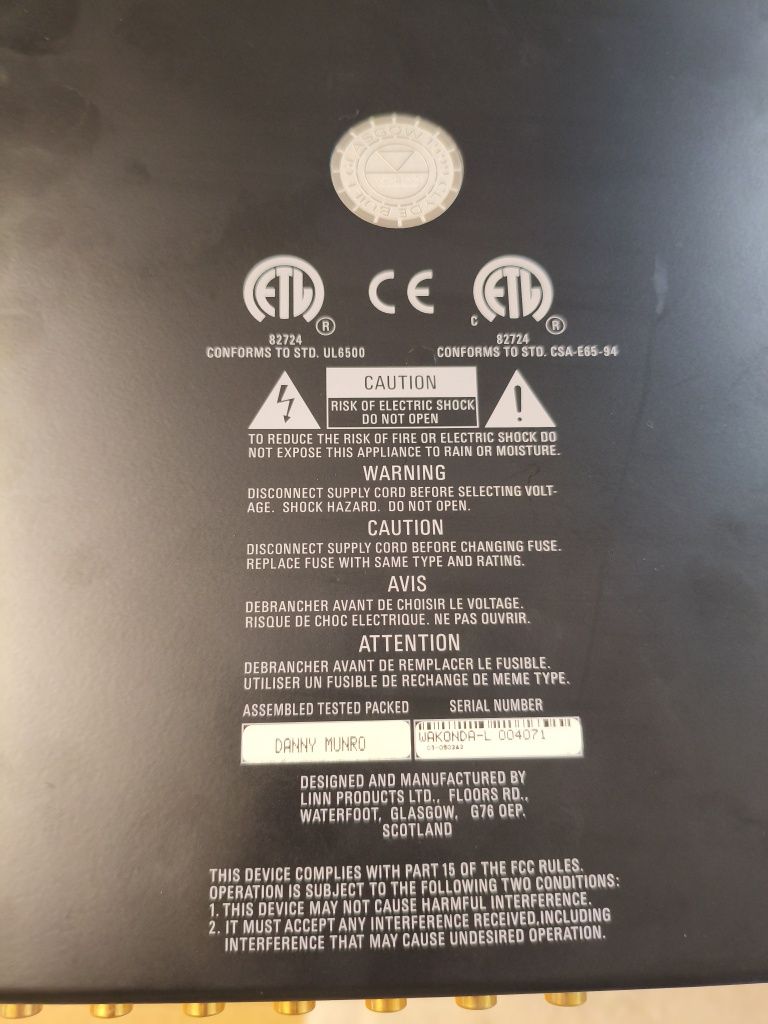 GLASGOW 1990
CLYDE BUILT
ETL
®
CE
C
ETL
®
82724
CONFORMS TO STD. UL6500
82724
CONFORMS TO STD. CSA-E65-94
CAUTION
RISK OF ELECTRIC SHOCK
DO NOT OPEN
TO REDUCE THE RISK OF FIRE OR ELECTRIC SHOCK DO
NOT EXPOSE THIS APPLIANCE TO RAIN OR MOISTURE.
WARNING
DISCONNECT SUPPLY CORD BEFORE SELECTING VOLT-
AGE. SHOCK HAZARD. DO NOT OPEN.
CAUTION
DISCONNECT SUPPLY CORD BEFORE CHANGING FUSE.
REPLACE FUSE WITH SAME TYPE AND RATING.
AVIS
DEBRANCHER AVANT DE CHOISIR LE VOLTAGE.
RISQUE DE CHOC ELECTRIQUE. NE PAS OUVRIR.
ATTENTION
DEBRANCHER AVANT DE REMPLACER LE FUSIBLE.
UTILISER UN FUSIBLE DE RECHANGE DE MEME TYPE.
ASSEMBLED TESTED PACKED
SERIAL NUMBER
DANNY MUNRO
WAKONDA-L 004071
DESIGNED AND MANUFACTURED BY
LINN PRODUCTS LTD., FLOORS RD.,
WATERFOOT, GLASGOW, G76 OEP.
SCOTLAND
THIS DEVICE COMPLIES WITH PART 15 OF THE FCC RULES.
OPERATION IS SUBJECT TO THE FOLLOWING TWO CONDITIONS:
1. THIS DEVICE MAY NOT CAUSE HARMFUL INTERFERENCE.
2. IT MUST ACCEPT ANY INTERFERENCE RECEIVED,INCLUDING
INTERFERENCE THAT MAY CAUSE UNDESIRED OPERATION.